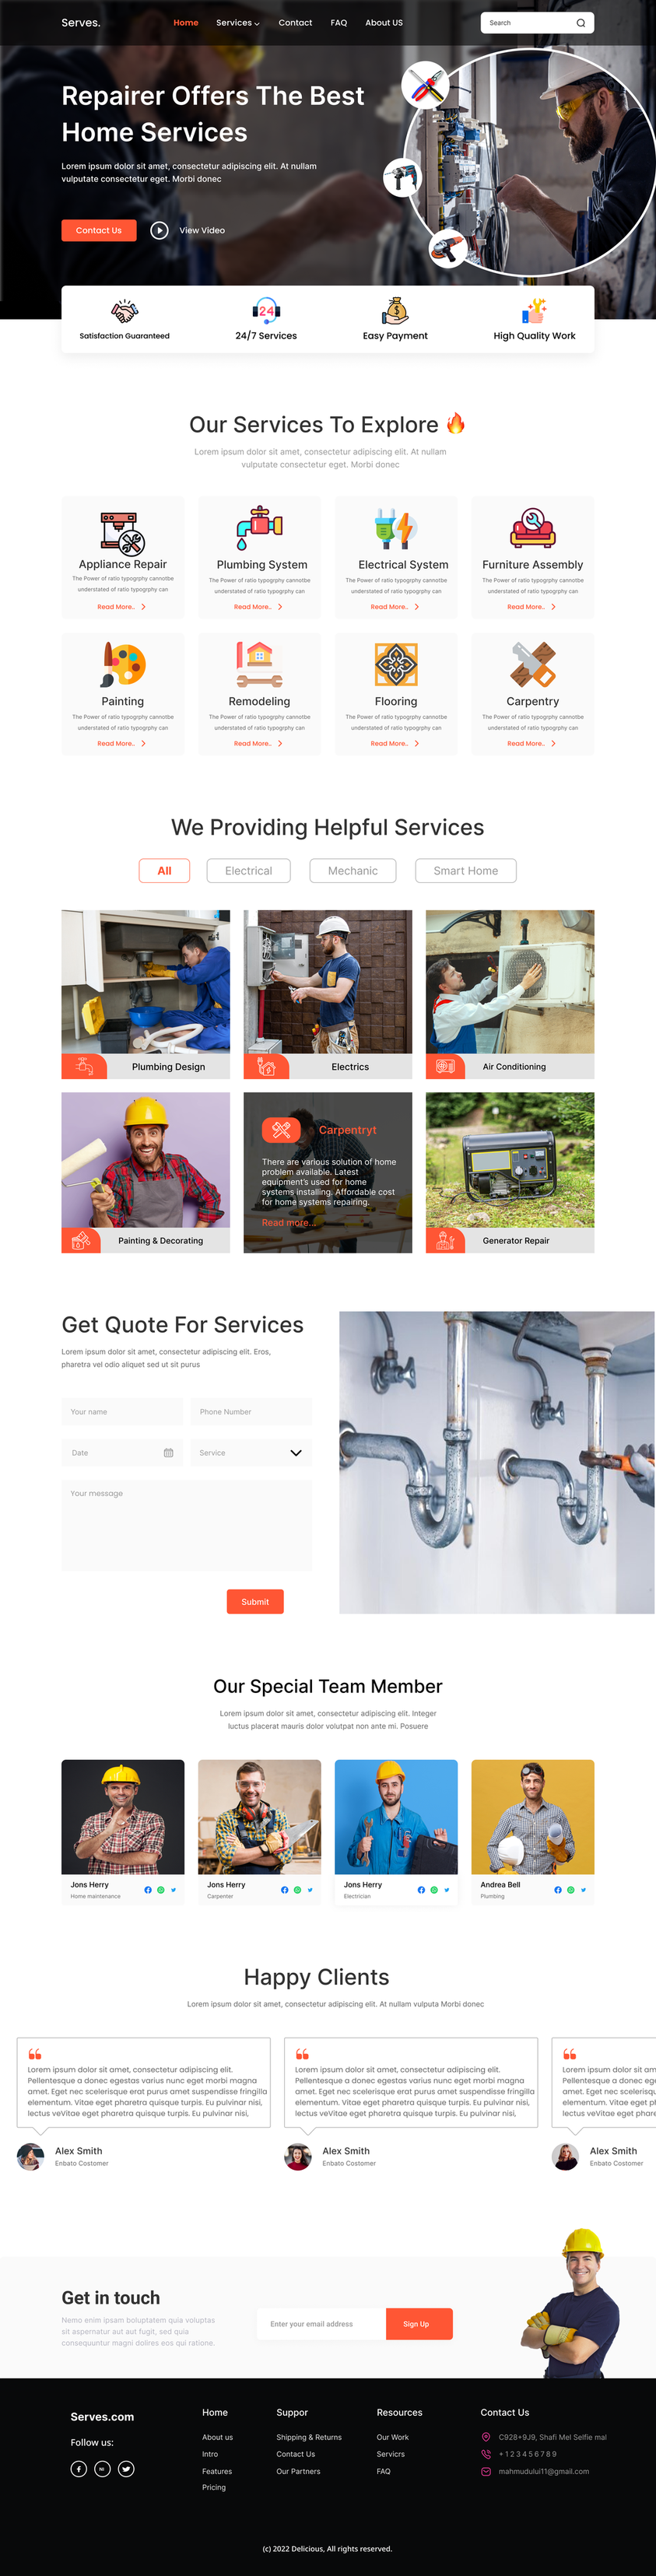 Serves.
Home
Services
Contact
FAQ
About US
Search
Repairer Offers The Best
Home Services
Lorem ipsum dolor sit amet, consectetur adipiscing elit. At nullam
vulputate consectetur eget. Morbi donec
Contact Us
View Video
Satisfaction Guaranteed
24
24/7 Services
Easy Payment
High Quality Work
Our Services To Explore
Lorem ipsum dolor sit amet, consectetur adipiscing elit. At nullam
vulputate consectetur eget. Morbi donec
Appliance Repair
The Power of ratio typogrphy cannotbe
understated of ratio typogrphy can
Read More..
Plumbing System
The Power of ratio typogrphy cannotbe
understated of ratio typogrphy can
Read More..
Electrical System
The Power of ratio typogrphy cannotbe
understated of ratio typogrphy can
Read More..
Furniture Assembly
The Power of ratio typogrphy cannotbe
understated of ratio typogrphy can
Read More..
Painting
The Power of ratio typogrphy cannotbe
understated of ratio typogrphy can
Read More..
Remodeling
The Power of ratio typogrphy cannotbe
understated of ratio typogrphy can
Read More..
Flooring
The Power of ratio typogrphy cannotbe
understated of ratio typogrphy can
Read More..
Carpentry
The Power of ratio typogrphy cannotbe
understated of ratio typogrphy can
Read More..
We Providing Helpful Services
All
Electrical
Mechanic
Smart Home
Plumbing Design
Electrics
Air Conditioning
Painting & Decorating
Carpentryt
There are various solution of home
problem available. Latest
equipment's used for home
systems installing. Affordable cost
for home systems repairing.
Read more...
Generator Repair
Get Quote For Services
Lorem ipsum dolor sit amet, consectetur adipiscing elit. Eros,
pharetra vel odio aliquet sed ut sit purus
Your name
Phone Number
Date
Service
Your message
Submit
Our Special Team Member
Lorem ipsum dolor sit amet, consectetur adipiscing elit. Integer
luctus placerat mauris dolor volutpat non ante mi. Posuere
Jons Herry
Home maintenance
Jons Herry
Carpenter
Jons Herry
Electrician
Andrea Bell
Plumbing
Happy Clients
Lorem ipsum dolor sit amet, consectetur adipiscing elit. At nullam vulputa Morbi donec
Lorem ipsum dolor sit amet, consectetur adipiscing elit.
Pellentesque a donec egestas varius nunc eget morbi magna
amet. Eget nec scelerisque erat purus amet suspendisse fringilla
elementum. Vitae eget pharetra quisque turpis. Eu pulvinar nisi,
lectus veVitae eget pharetra quisque turpis. Eu pulvinar nisi,
Alex Smith
Enbato Costomer
Lorem ipsum dolor sit amet, consectetur adipiscing elit.
Pellentesque a donec egestas varius nunc eget morbi magna
amet. Eget nec scelerisque erat purus amet suspendisse fringilla
elementum. Vitae eget pharetra quisque turpis. Eu pulvinar nisi,
lectus veVitae eget pharetra quisque turpis. Eu pulvinar nisi,
Alex Smith
Enbato Costomer
Lorem ipsum dolor sit am
Pellentesque a donec ege
amet. Eget nec scelerisque
elementum. Vitae eget ph
lectus veVitae eget phare
Alex Smith
Enbato Costomer
Get in touch
Nemo enim ipsam boluptatem quia voluptas
sit aspernatur aut aut fugit, sed quia
consequuntur magni dolires eos qui ratione.
Enter your email address
Sign Up
Serves.com
Follow us:
Home
About us
Intro
Features
Pricing
Suppor
Shipping & Returns
Contact Us
Our Partners
Resources
Our Work
Servicrs
FAQ
Contact Us
C928+9J9, Shafi Mel Selfie mal
+ 1 2 3 4 5 6 7 8 9
mahmudului11@gmail.com
(c) 2022 Delicious, All rights reserved.